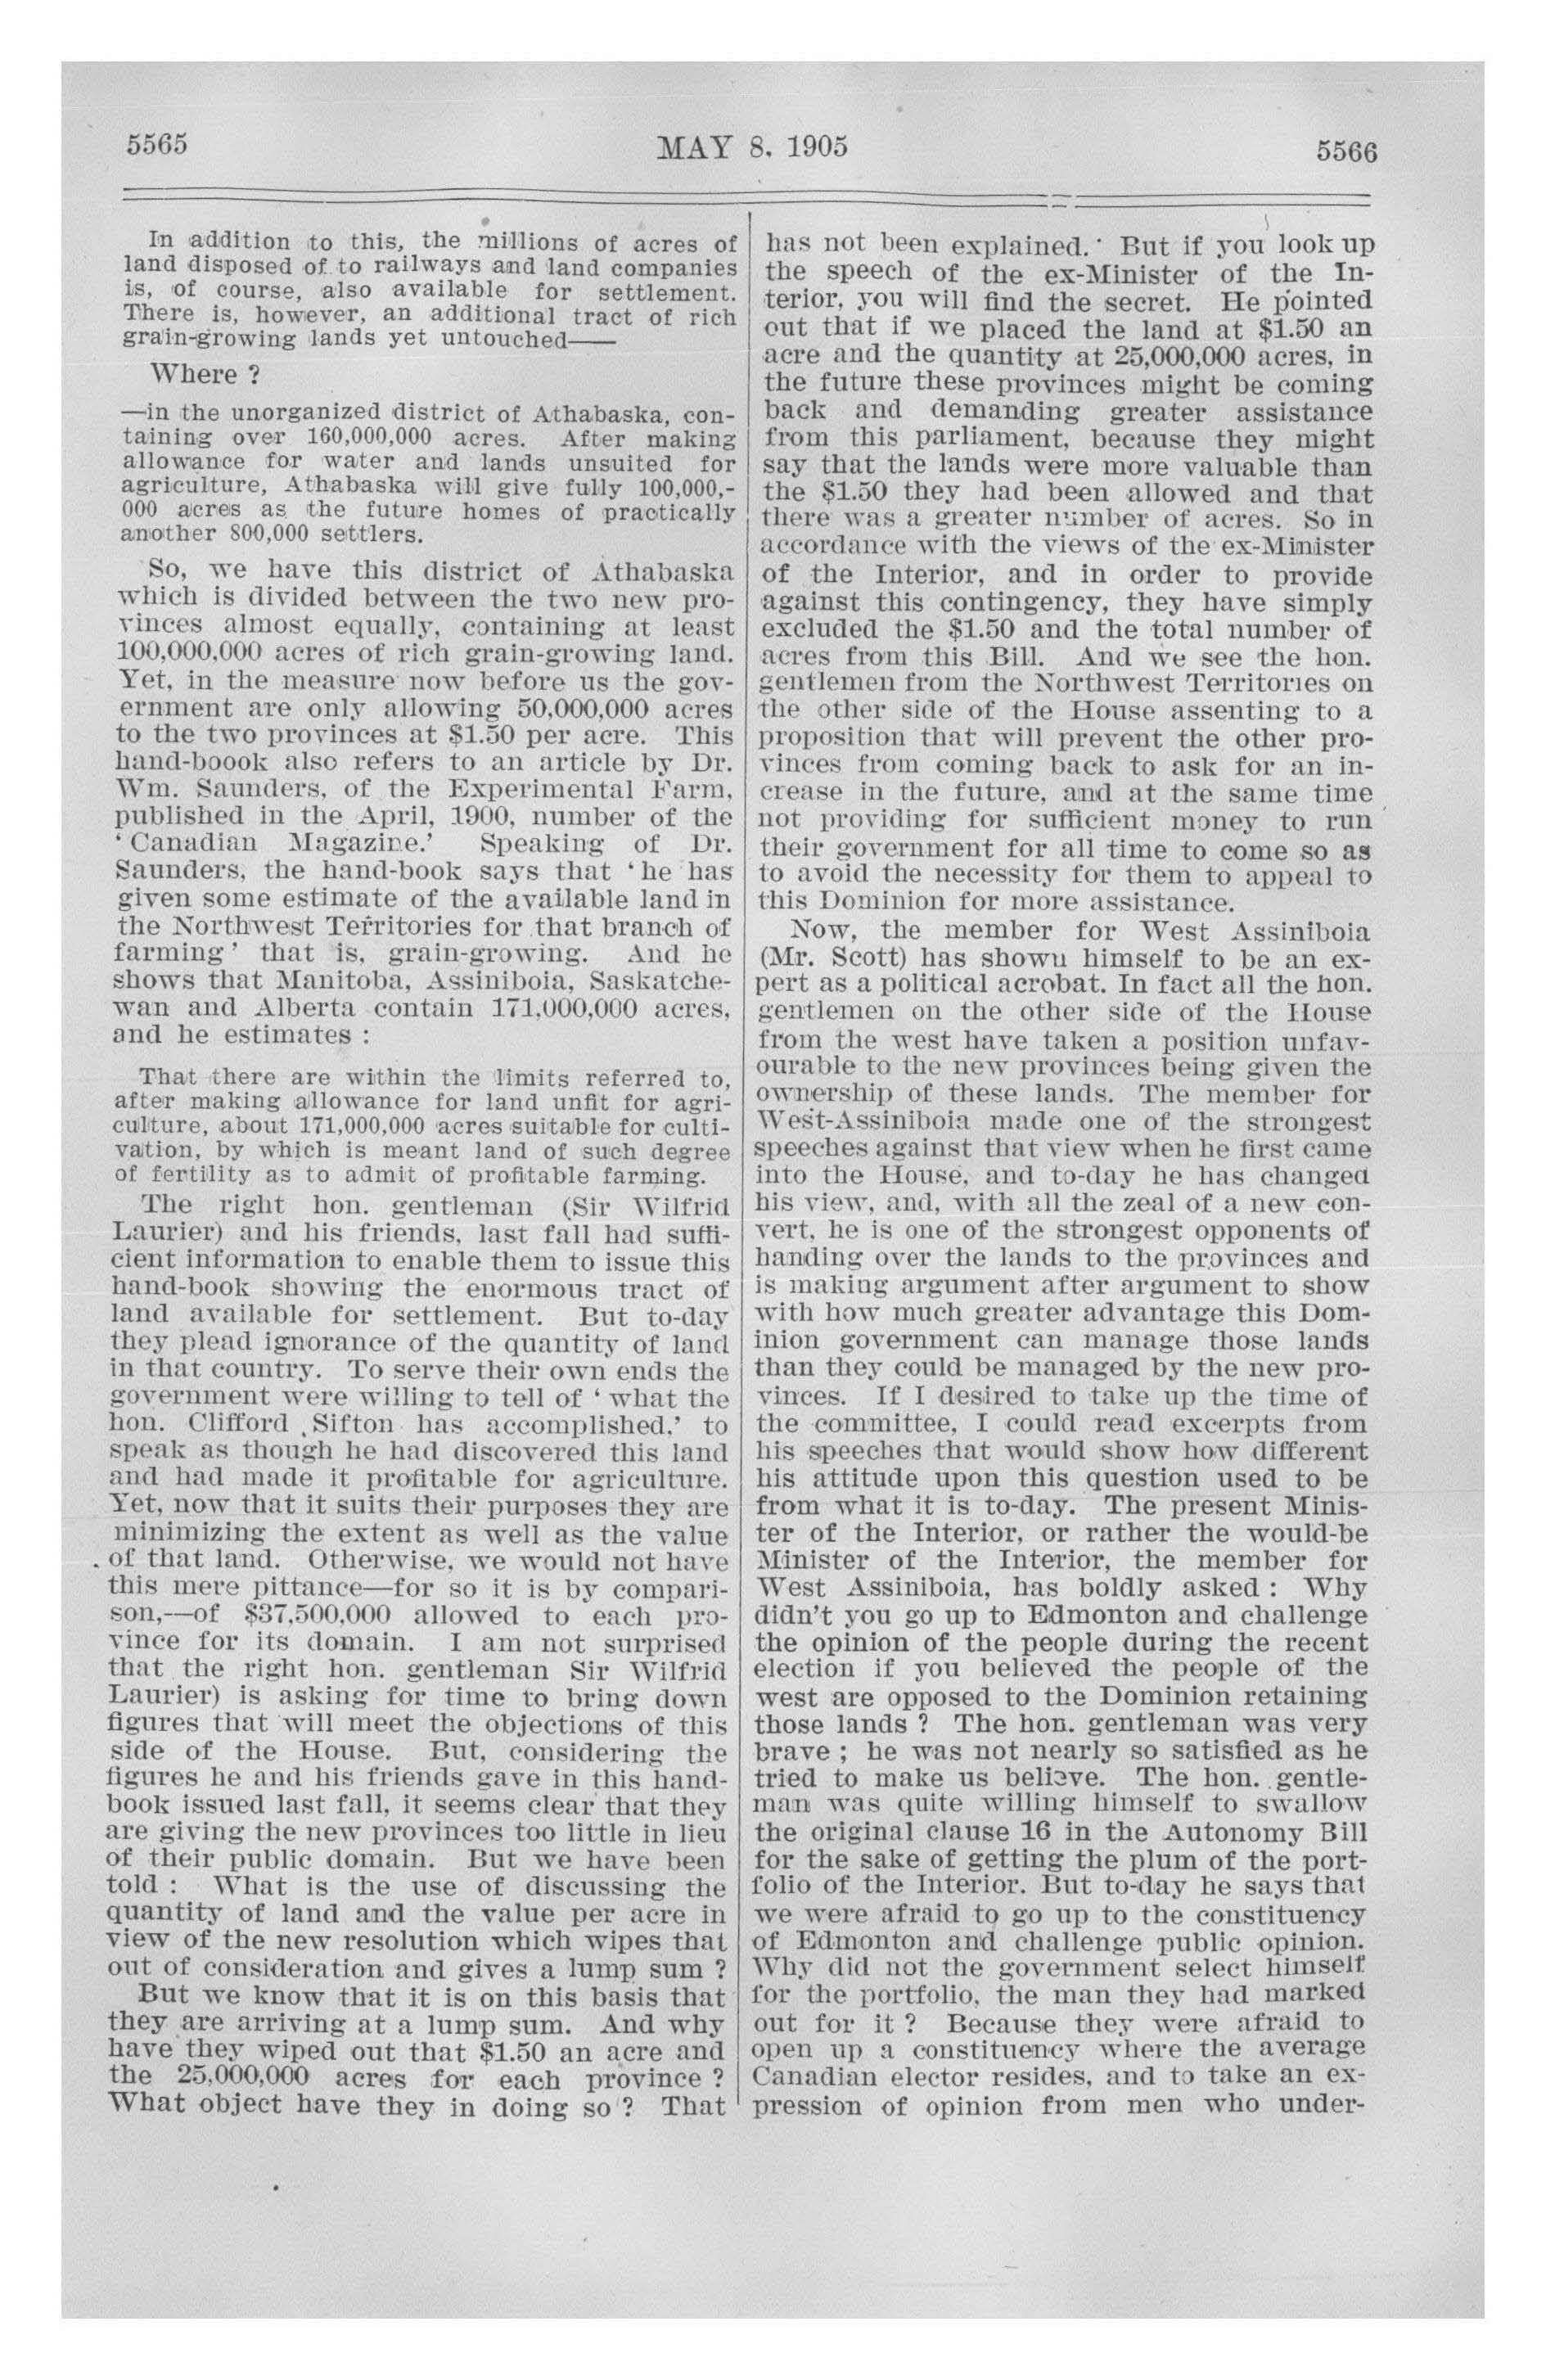 5565
MAY 8, 1905
5566
In addition to this, the millions of acres of
land disposed of to railways and land companies
is, of course, also available for settlement.
There is, however, an additional tract of rich
grain-growing lands yet untouched——
Where ?
—in the unorganized district of Athabaska, con-
taining over 160,000,000 acres. After making
allowance for water and lands unsuited for
agriculture, Athabaska will give fully 100,000,-
000 acres as the future homes of practically
another 800,000 settlers.
So, we have this district of Athabaska
which is divided between the two new pro-
vinces almost equally, containing at least
100,000,000 acres of rich grain-growing land.
Yet, in the measure now before us the gov-
ernment are only allowing 50,000,000 acres
to the two provinces at $1.50 per acre. This
hand-boook also refers to an article by Dr.
Wm. Saunders, of the Experimental Farm,
published in the April, 1900, number of the
‘ Canadian Magazine.’ Speaking of Dr.
Saunders, the hand-book says that ‘ he has
given some estimate of the available land in
the Northwest Territories for that branch of
farming ’ that is, grain-growing. And he
shows that Manitoba, Assiniboia, Saskatche-
wan and Alberta contain 171,000,000 acres,
and he estimates :
That there are within the limits referred to,
after making allowance for land unfit for agri-
culture, about 171,000,000 acres suitable for culti-
vation, by which is meant land of such degree
of fertility as to admit of profitable farming.
The right hon. gentleman (Sir Wilfrid
Laurier) and his friends, last fall had suffi-
cient information to enable them to issue this
hand-book showing the enormous tract of
land available for settlement. But to-day
they plead ignorance of the quantity of land
in that country. To serve their own ends the
government were willing to tell of ‘ what the
hon. Clifford Sifton has accomplished,’ to
speak as though he had discovered this land
and had made it profitable for agriculture.
Yet, now that it suits their purposes they are
minimizing the extent as well as the value
of that land. Otherwise, we would not have
this mere pittance—for so it is by compari-
son,—of $37,500,000 allowed to each pro-
vince for its domain. I am not surprised
that the right hon. gentleman Sir Wilfrid
Laurier) is asking for time to bring down
figures that will meet the objections of this
side of the House. But, considering the
figures he and his friends gave in this hand-
book issued last fall, it seems clear that they
are giving the new provinces too little in lieu
of their public domain. But we have been
told : What is the use of discussing the
quantity of land and the value per acre in
view of the new resolution which wipes that
out of consideration and gives a lump sum ?
But we know that it is on this basis that
they are arriving at a lump sum. And why
have they wiped out that $1.50 an acre and
the 25,000,000 acres for each province ?
What object have they in doing so ? That
has not been explained. But if you look up
the speech of the ex-Minister of the In-
terior, you will find the secret. He pointed
out that if we placed the land at $1.50 an
acre and the quantity at 25,000,000 acres, in
the future these provinces might be coming
back and demanding greater assistance
from this parliament, because they might
say that the lands were more valuable than
the $1.50 they had been allowed and that
there was a greater number of acres. So in
accordance with the views of the ex-Minister
of the Interior, and in order to provide
against this contingency, they have simply
excluded the $1.50 and the total number of
acres from this Bill. And we see the hon.
gentlemen from the Northwest Territories on
the other side of the House assenting to a
proposition that will prevent the other pro-
vinces from coming back to ask for an in-
crease in the future, and at the same time
not providing for sufficient money to run
their government for all time to come so as
to avoid the necessity for them to appeal to
this Dominion for more assistance.
Now, the member for West Assiniboia
(Mr. Scott) has shown himself to be an ex-
pert as a political acrobat. In fact all the hon.
gentlemen on the other side of the House
from the west have taken a position unfav-
ourable to the new provinces being given the
ownership of these lands. The member for
West-Assiniboia made one of the strongest
speeches against that view when he first came
into the House, and to-day he has changed
his view, and, with all the zeal of a new con-
vert, he is one of the strongest opponents of
handing over the lands to the provinces and
is making argument after argument to show
with how much greater advantage this Dom-
inion government can manage those lands
than they could be managed by the new pro-
vinces. If I desired to take up the time of
the committee, I could read excerpts from
his speeches that would show how different
his attitude upon this question used to be
from what it is to-day. The present Minis-
ter of the Interior, or rather the would-be
Minister of the Interior, the member for
West Assiniboia, has boldly asked : Why
didn't you go up to Edmonton and challenge
the opinion of the people during the recent
election if you believed the people of the
west are opposed to the Dominion retaining
those lands ? The hon. gentleman was very
brave ; he was not nearly so satisfied as he
tried to make us believe. The hon. gentle-
man was quite willing himself to swallow
the original clause 16 in the Autonomy Bill
for the sake of getting the plum of the port-
folio of the Interior. But to-day he says that
we were afraid to go up to the constituency
of Edmonton and challenge public opinion.
Why did not the government select himself
for the portfolio, the man they had marked
out for it ? Because they were afraid to
open up a constituency where the average
Canadian elector resides, and to take an ex-
pression of opinion from men who under-